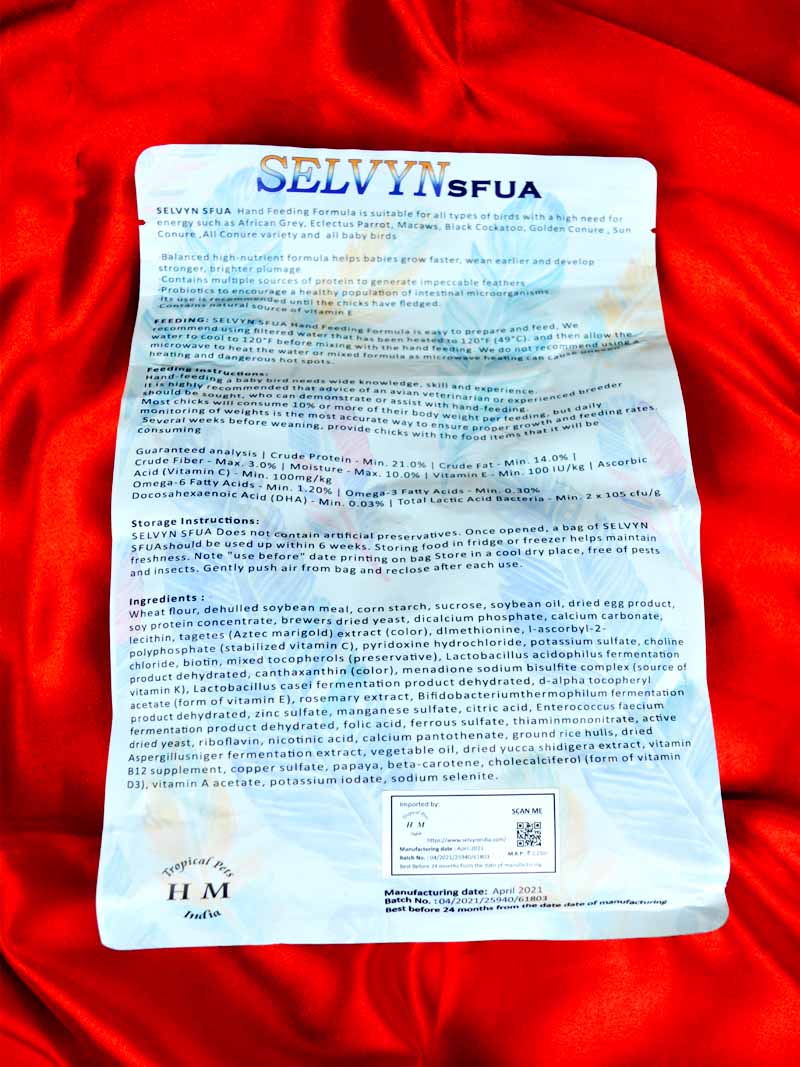 SELVYN SFUA
SELVYN SFUA Hand Feeding Formula is suitable for all types of birds with a high need for
energy such as African Grey, Eclectus Parrot, Macaws, Black Cockatoo, Golden Conure , Sun
Conure ,All Conure variety and all baby birds
·Balanced high-nutrient formula helps babies grow faster, wean earlier and develop
stronger, brighter plumage
·Contains multiple sources of protein to generate impeccable feathers
·Probiotics to encourage a healthy population of intestinal microorganisms.
·Its use is recommended until the chicks have fledged.
·Contains natural source of vitamin E
FEEDING: SELVYN SFUA Hand Feeding Formula is easy to prepare and feed. We
recommend using filtered water that has been heated to 120°F (49°C). and then allow the
water to cool to 120°F before mixing with the hand feeding. We do not recommend using a
microwave to heat the water or mixed formula as microwave heating can cause uneven
heating and dangerous hot spots.
Feeding Instructions:
Hand-feeding a baby bird needs wide knowledge, skill and experience.
It is highly recommended that advice of an avian veterinarian or experienced breeder
should be sought, who can demonstrate or assist with hand-feeding.
Most chicks will consume 10% or more of their body weight per feeding, but daily
monitoring of weights is the most accurate way to ensure proper growth and feeding rates.
Several weeks before weaning, provide chicks with the food items that it will be
consuming
Guaranteed analysis | Crude Protein - Min. 21.0% | Crude Fat - Min. 14.0% |
Crude Fiber - Max. 3.0% | Moisture - Max. 10.0% | Vitamin E - Min. 100 IU/kg | Ascorbic
Acid (Vitamin C) - Min. 100mg/kg
Omega-6 Fatty Acids - Min. 1.20% | Omega-3 Fatty Acids - Min. 0.30%
Docosahexaenoic Acid (DHA) - Min. 0.03% | Total Lactic Acid Bacteria - Min. 2 x 105 cfu/g
Storage Instructions:
SELVYN SFUA Does not contain artificial preservatives. Once opened, a bag of SELVYN
SFUAshould be used up within 6 weeks. Storing food in fridge or freezer helps maintain
freshness. Note "use before" date printing on bag Store in a cool dry place, free of pests
and insects. Gently push air from bag and reclose after each use.
Ingredients :
Wheat flour, dehulled soybean meal, corn starch, sucrose, soybean oil, dried egg product,
soy protein concentrate, brewers dried yeast, dicalcium phosphate, calcium carbonate,
lecithin, tagetes (Aztec marigold) extract (color), dlmethionine, l-ascorbyl-2-
polyphosphate (stabilized vitamin C), pyridoxine hydrochloride, potassium sulfate, choline
chloride, biotin, mixed tocopherols (preservative), Lactobacillus acidophilus fermentation
product dehydrated, canthaxanthin (color), menadione sodium bisulfite complex (source of
vitamin K), Lactobacillus casei fermentation product dehydrated, d-alpha tocopheryl
acetate (form of vitamin E), rosemary extract, Bifidobacteriumthermophilum fermentation
product dehydrated, zinc sulfate, manganese sulfate, citric acid, Enterococcus faecium
fermentation product dehydrated, folic acid, ferrous sulfate, thiaminmononitrate, active
dried yeast, riboflavin, nicotinic acid, calcium pantothenate, ground rice hulls, dried
Aspergillusniger fermentation extract, vegetable oil, dried yucca shidigera extract, vitamin
B12 supplement, copper sulfate, papaya, beta-carotene, cholecalciferol (form of vitamin
D3), vitamin A acetate, potassium iodate, sodium selenite.
Imported by:
SCAN ME
Tropical Pets
H M
India
https://www.selvynindia.com/
Manufacturing date : April 2021
Batch No. : 04/2021/25940/61803
M.R.P. ₹
Best Before 24 months from the date of manufacturing
Tropical Pets
H M
India
Manufacturing date: April 2021
Batch No. :04/2021/25940/61803
Best before 24 months from the date date of manufacturing